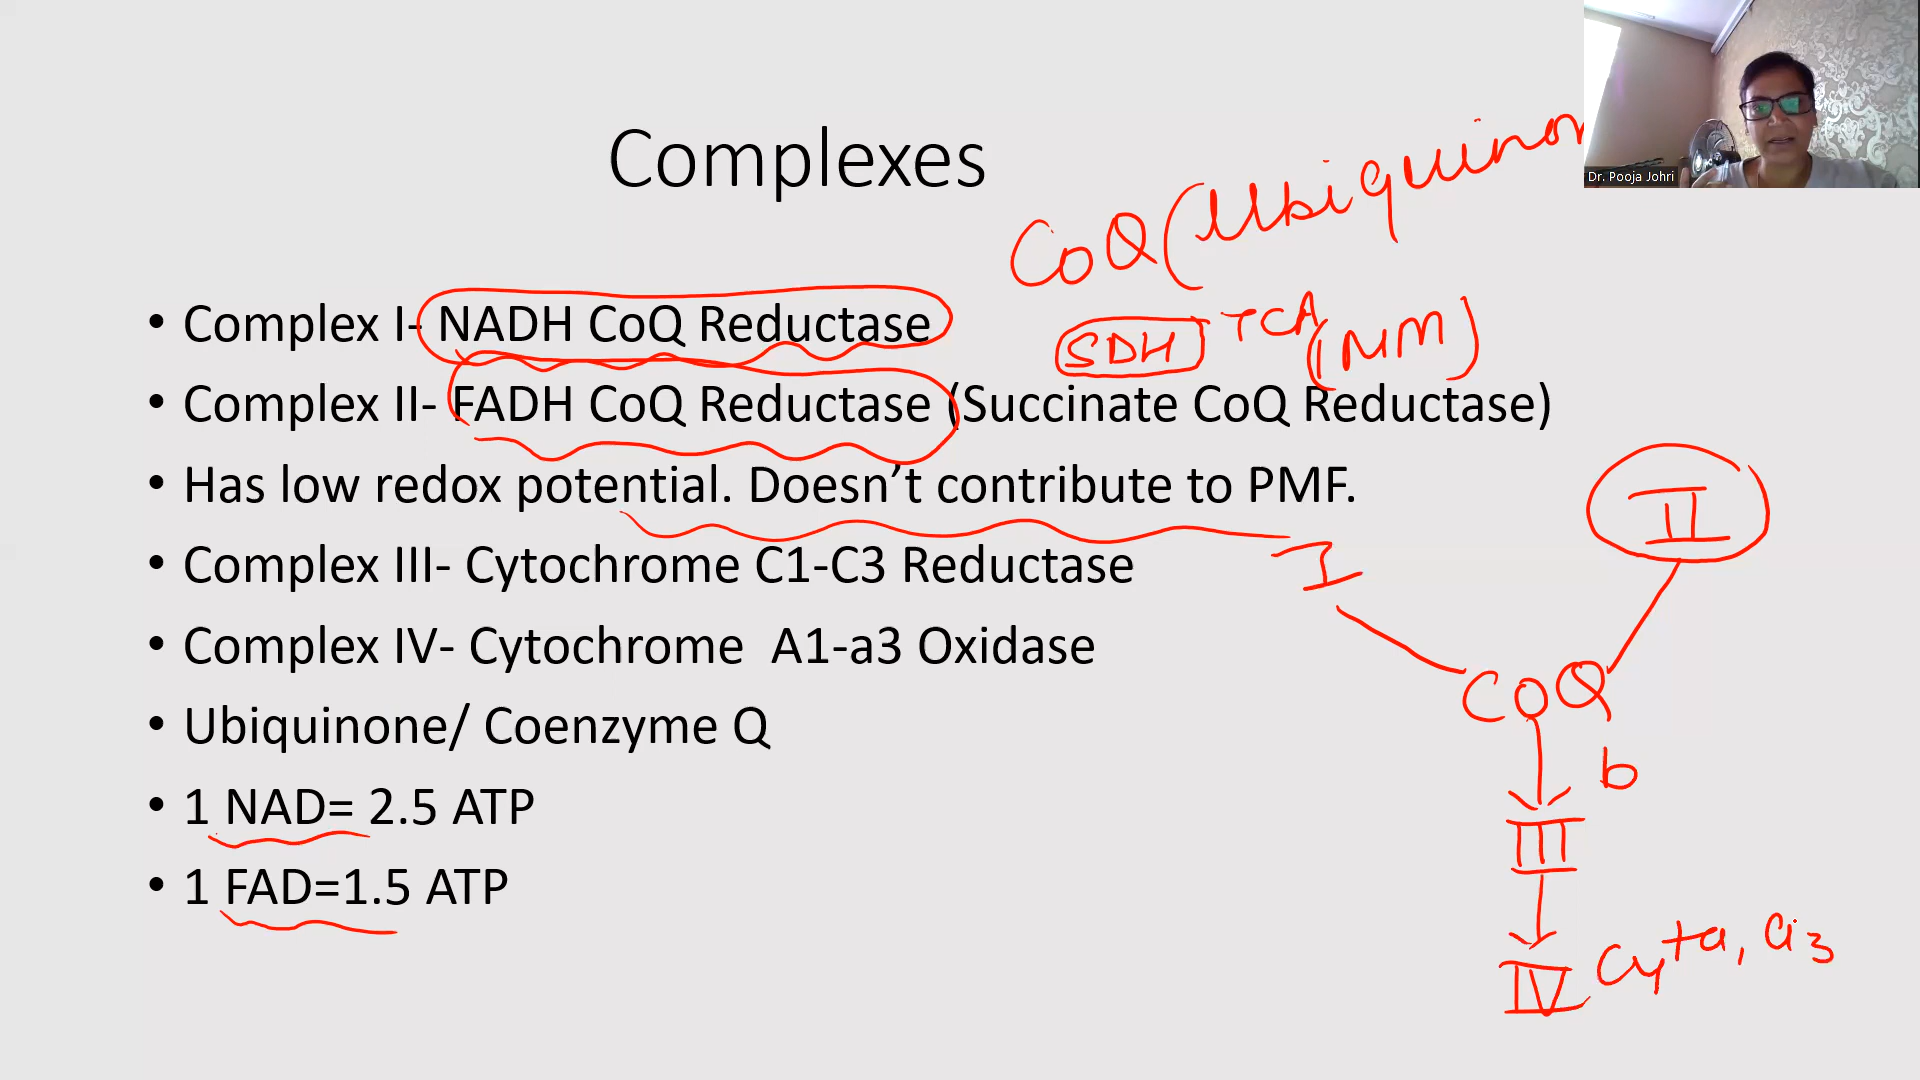 Dr. Pooja Johri
Complexes
CoQ (Ubiquinon
SDH TCA (IMM)
• Complex I- NADH CoQ Reductase
• Complex II- FADH CoQ Reductase (Succinate CoQ Reductase)
• Has low redox potential. Doesn’t contribute to PMF.
• Complex III- Cytochrome C1-C3 Reductase
• Complex IV- Cytochrome A1-a3 Oxidase
• Ubiquinone/ Coenzyme Q
• 1 NAD= 2.5 ATP
• 1 FAD=1.5 ATP
I II
CoQ
b
III
IV Cyta, a3